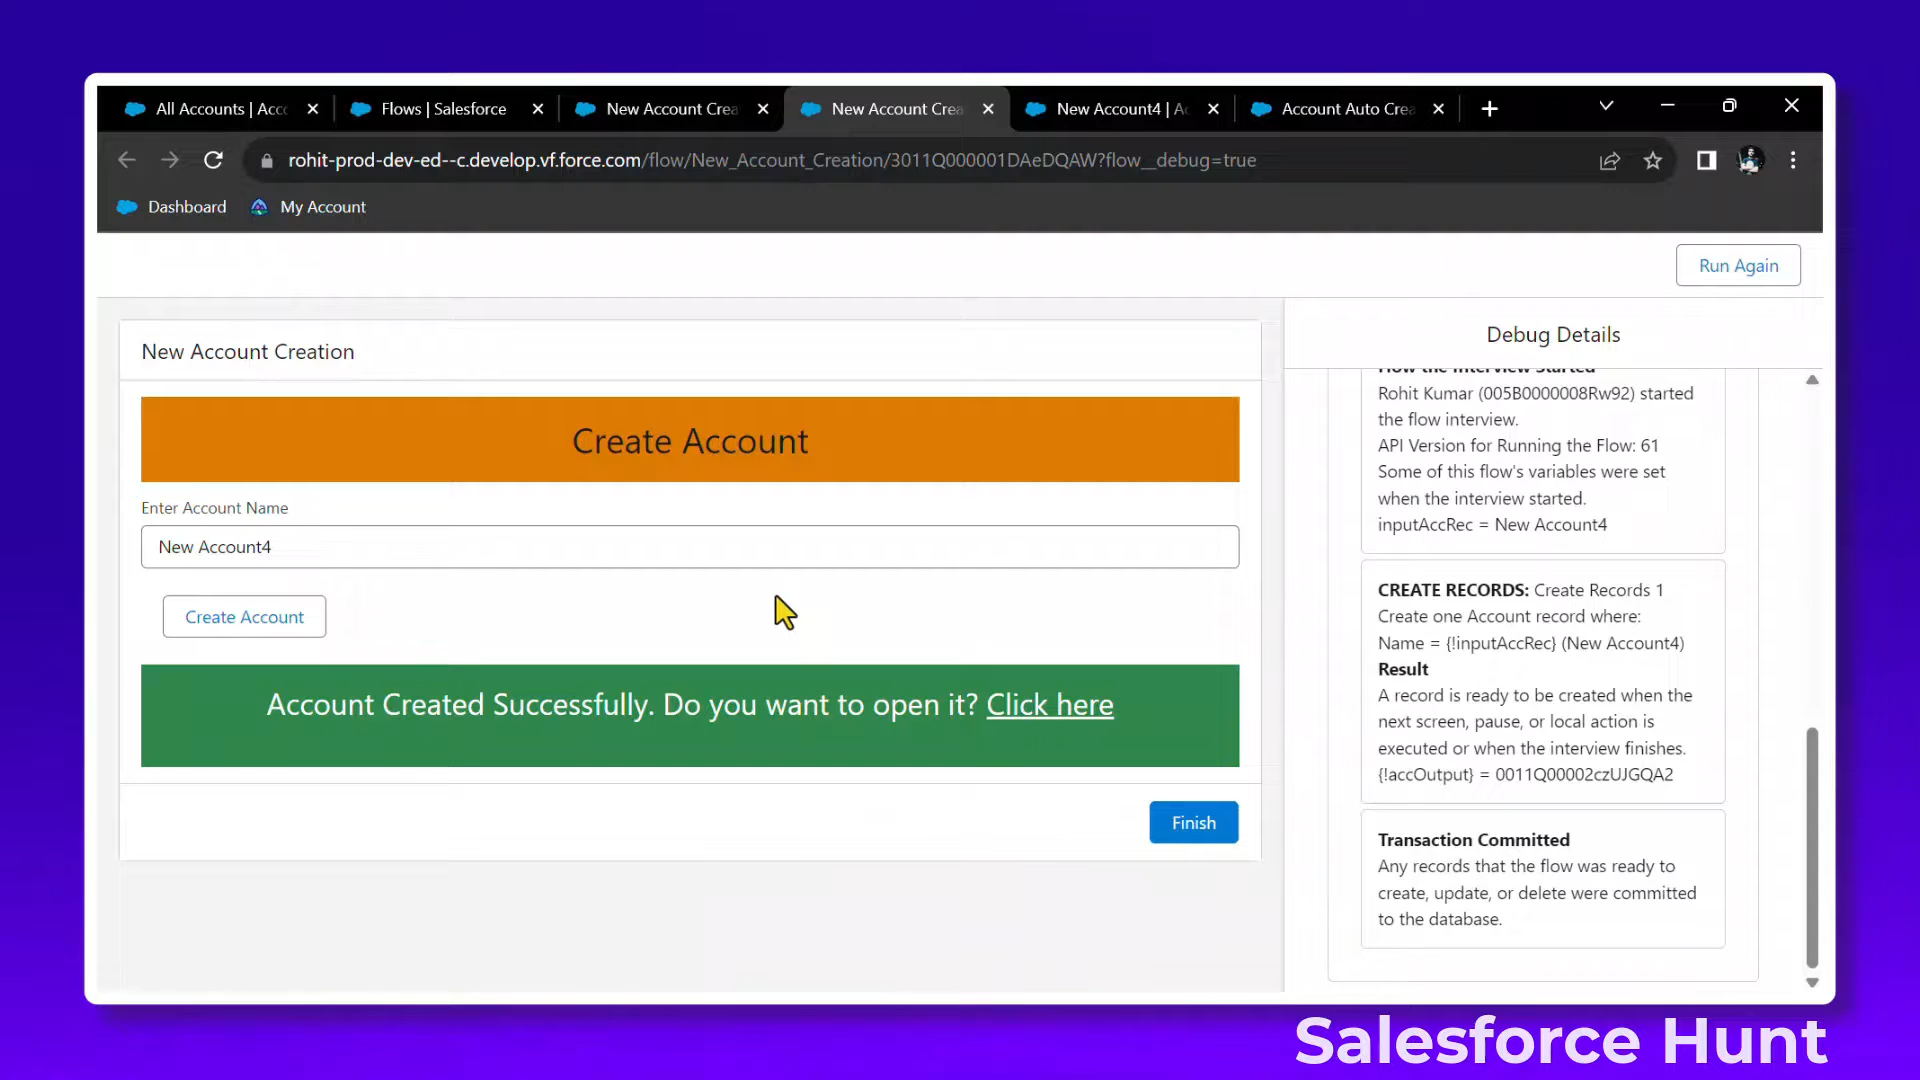 All Accounts | Acc
Flows | Salesforce
New Account Crea
New Account Crea
New Account4 | A
Account Auto Crea
rohit-prod-dev-ed--c.develop.vf.force.com/flow/New_Account_Creation/3011Q000001DAeDQAW?flow__debug=true
Dashboard
My Account
Run Again
New Account Creation
Create Account
Enter Account Name
New Account4
Create Account
Account Created Successfully. Do you want to open it? Click here
Finish
Debug Details
How the Interview Started
Rohit Kumar (005B0000008Rw92) started
the flow interview.
API Version for Running the Flow: 61
Some of this flow's variables were set
when the interview started.
inputAccRec = New Account4
CREATE RECORDS: Create Records 1
Create one Account record where:
Name = {!inputAccRec} (New Account4)
Result
A record is ready to be created when the
next screen, pause, or local action is
executed or when the interview finishes.
{!accOutput} = 0011Q00002czUJGQA2
Transaction Committed
Any records that the flow was ready to
create, update, or delete were committed
to the database.
Salesforce Hunt